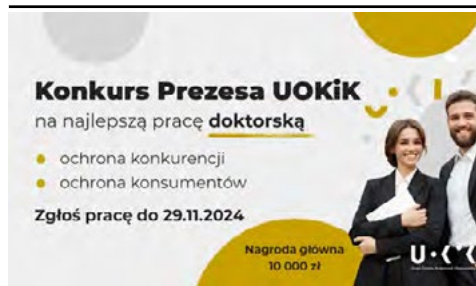 Konkurs Prezesa UOKiK
na najlepszą pracę doktorską
ochrona konkurencji
ochrona konsumentów
Zgłoś pracę do 29.11.2024
Nagroda główna
10 000 zł